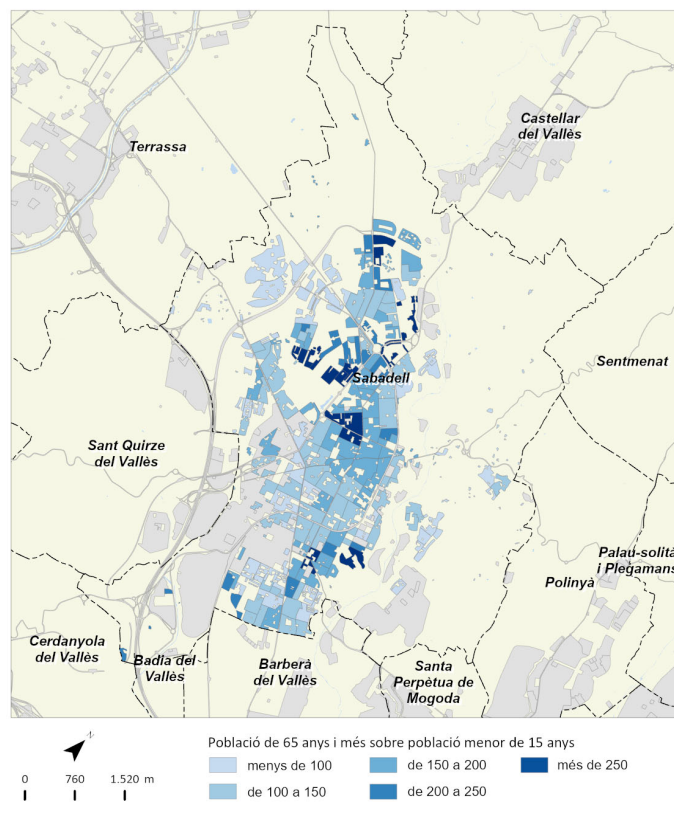 Castellar
del Vallès
Terrassa
Sentmenat
Sabadell
Sant Quirze
del Vallès
Palau-solità
i Plegamans
Polinyà
Cerdanyola
del Vallès
Badia del
Vallès
Barberà
del Vallès
Santa
Perpètua de
Mogoda
N
0 760 1.520 m
Població de 65 anys i més sobre població menor de 15 anys
menys de 100
de 150 a 200
més de 250
de 100 a 150
de 200 a 250